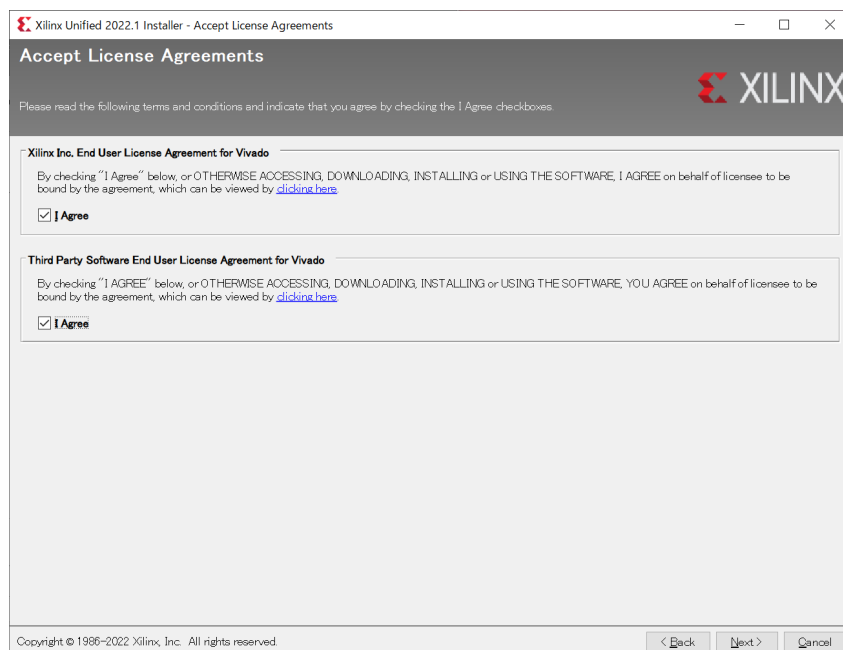 Xilinx Unified 2022.1 Installer - Accept License Agreements
Accept License Agreements
XILINX
Please read the following terms and conditions and indicate that you agree by checking the I Agree checkboxes.
Xilinx Inc. End User License Agreement for Vivado
By checking "I Agree" below, or OTHERWISE ACCESSING, DOWNLOADING, INSTALLING or USING THE SOFTWARE, I AGREE on behalf of licensee to be
bound by the agreement, which can be viewed by clicking here.
I Agree
Third Party Software End User License Agreement for Vivado
By checking "I AGREE" below, or OTHERWISE ACCESSING, DOWNLOADING, INSTALLING or USING THE SOFTWARE, YOU AGREE on behalf of licensee to be
bound by the agreement, which can be viewed by clicking here.
I Agree
Copyright © 1986-2022 Xilinx, Inc. All rights reserved.
< Back Next > Cancel